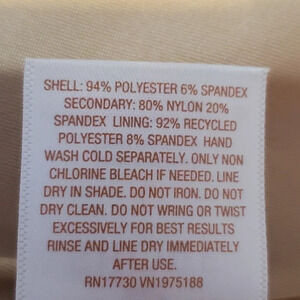 SHELL: 94% POLYESTER 6% SPANDEX
SECONDARY: 80% NYLON 20%
SPANDEX LINING: 92% RECYCLED
POLYESTER 8% SPANDEX HAND
WASH COLD SEPARATELY. ONLY NON
CHLORINE BLEACH IF NEEDED. LINE
DRY IN SHADE. DO NOT IRON. DO NOT
DRY CLEAN. DO NOT WRING OR TWIST
EXCESSIVELY FOR BEST RESULTS
RINSE AND LINE DRY IMMEDIATELY
AFTER USE.
RN17730 VN1975188